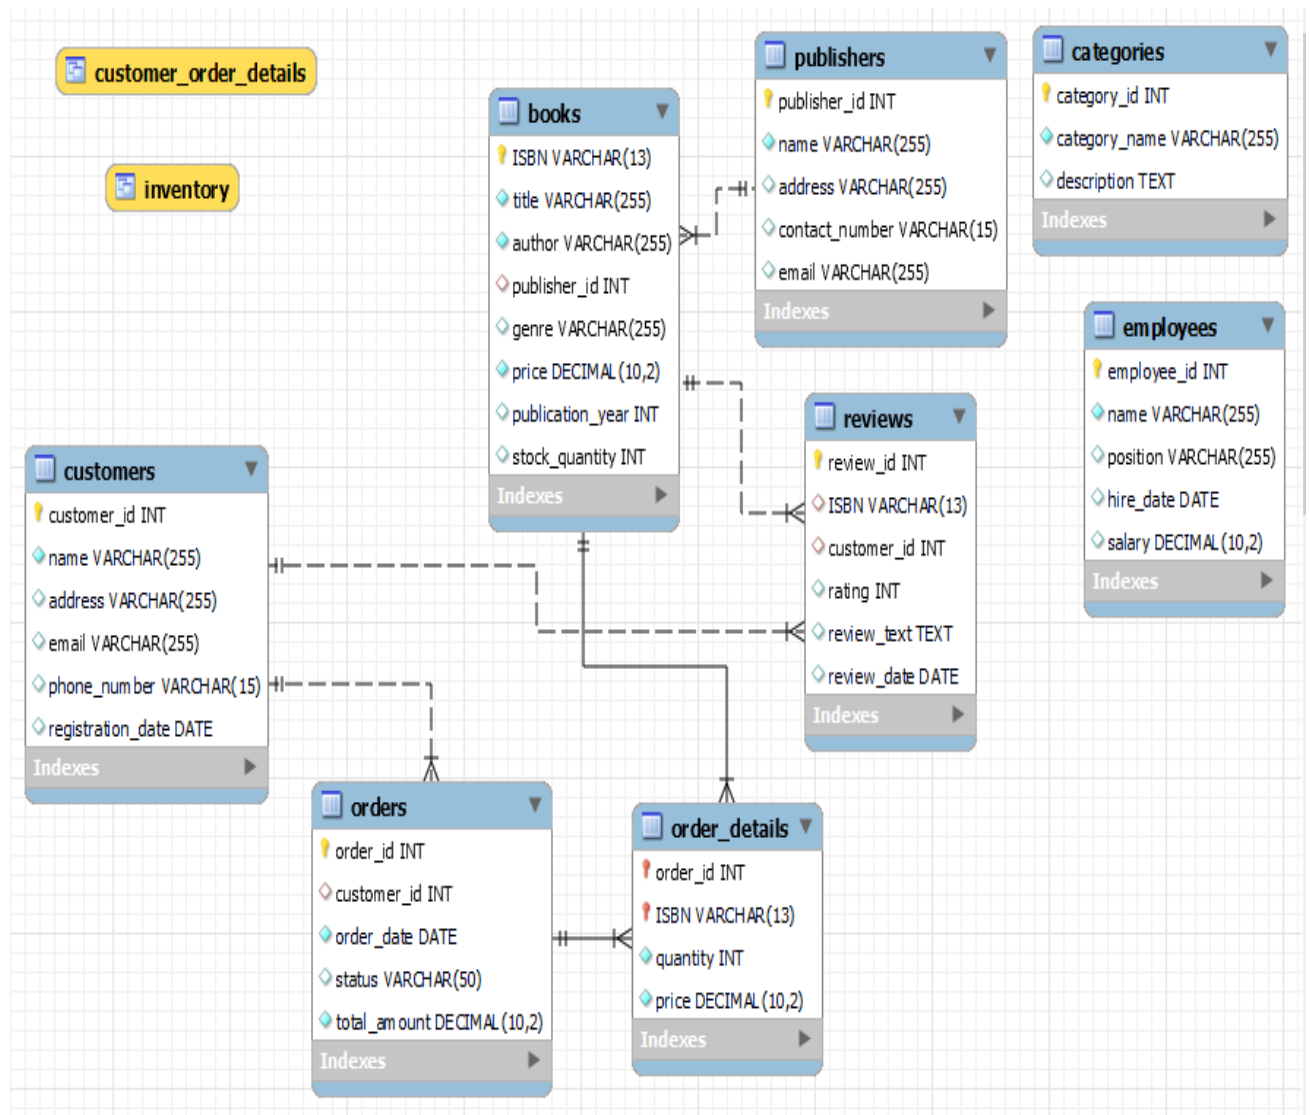 customer_order_details
inventory
books
ISBN VARCHAR(13)
title VARCHAR(255)
author VARCHAR(255)
publisher_id INT
genre VARCHAR(255)
price DECIMAL(10,2)
publication_year INT
stock_quantity INT
Indexes
publishers
publisher_id INT
name VARCHAR(255)
address VARCHAR(255)
contact_number VARCHAR(15)
email VARCHAR(255)
Indexes
categories
category_id INT
category_name VARCHAR(255)
description TEXT
Indexes
employees
employee_id INT
name VARCHAR(255)
position VARCHAR(255)
hire_date DATE
salary DECIMAL(10,2)
Indexes
reviews
review_id INT
ISBN VARCHAR(13)
customer_id INT
rating INT
review_text TEXT
review_date DATE
Indexes
customers
customer_id INT
name VARCHAR(255)
address VARCHAR(255)
email VARCHAR(255)
phone_number VARCHAR(15)
registration_date DATE
Indexes
orders
order_id INT
customer_id INT
order_date DATE
status VARCHAR(50)
total_amount DECIMAL(10,2)
Indexes
order_details
order_id INT
ISBN VARCHAR(13)
quantity INT
price DECIMAL(10,2)
Indexes